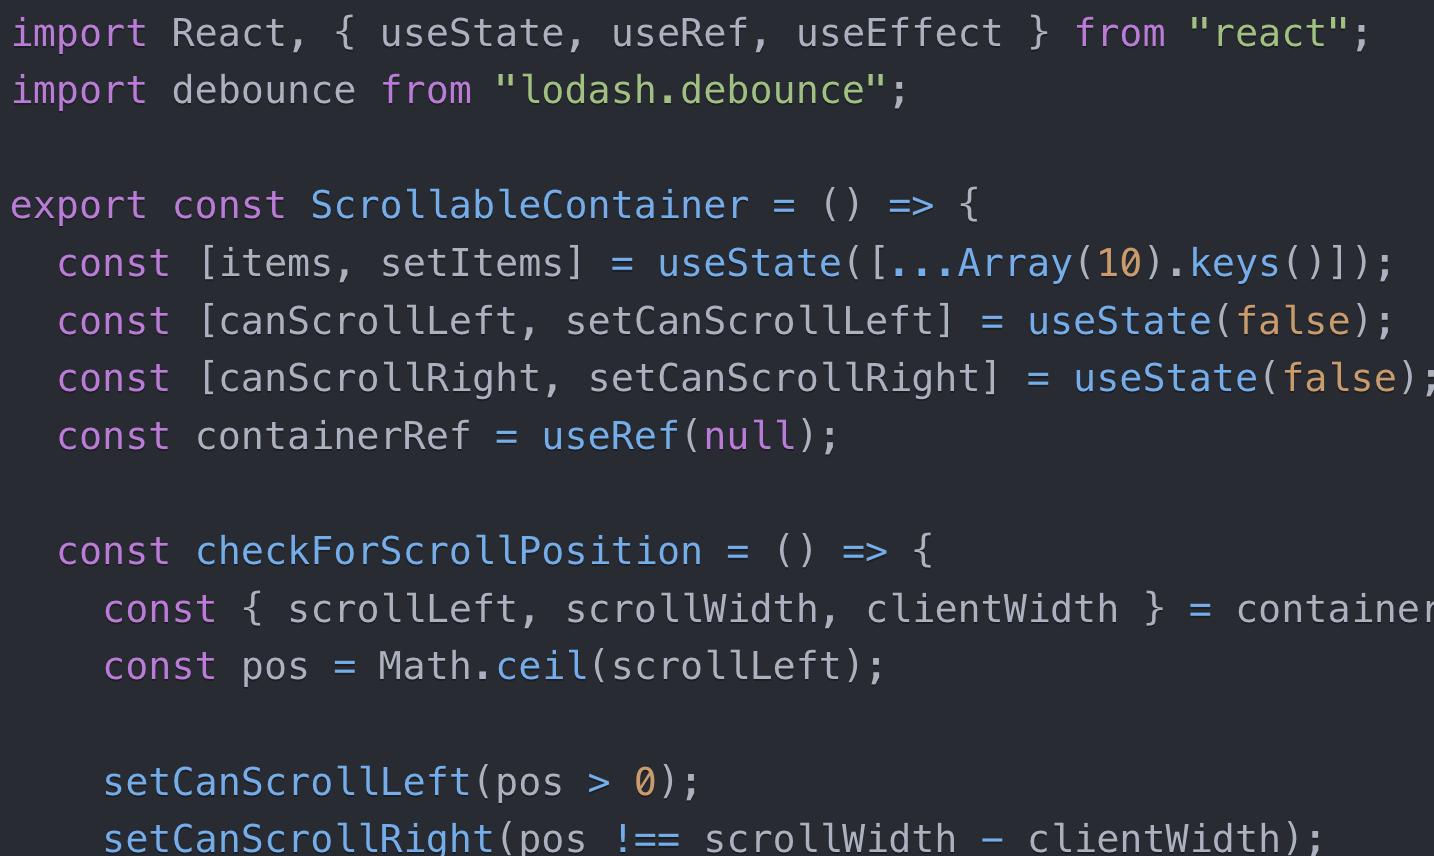 import React, { useState, useRef, useEffect } from "react";
import debounce from "lodash.debounce";
export const ScrollableContainer = () => {
const [items, setItems] = useState([...Array(10).keys()]);
const [canScrollLeft, setCanScrollLeft] = useState(false);
const [canScrollRight, setCanScrollRight] = useState(false);
const containerRef = useRef(null);
const checkForScrollPosition = () => {
const { scrollLeft, scrollWidth, clientWidth } = container
const pos = Math.ceil(scrollLeft);
setCanScrollLeft(pos > 0);
setCanScrollRight(pos !== scrollWidth - clientWidth);